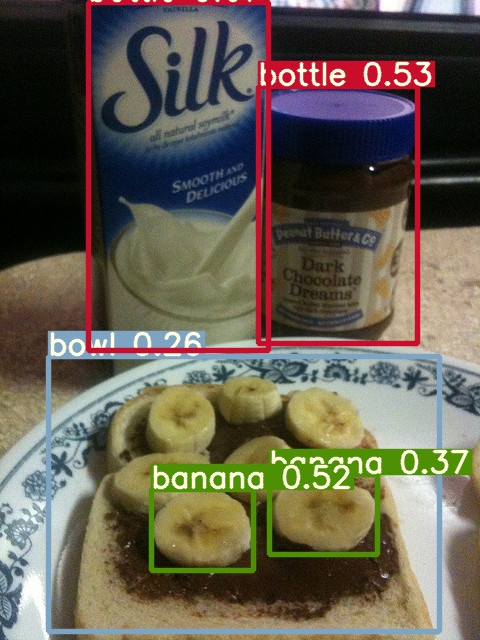 VANILLA
Silk
all natural soymilk
SMOOTH AND
DELICIOUS
bottle 0.53
Peanut Butter & Co
Dark
Chocolate
Dreams
bowl 0.26
banana 0.37
banana 0.52